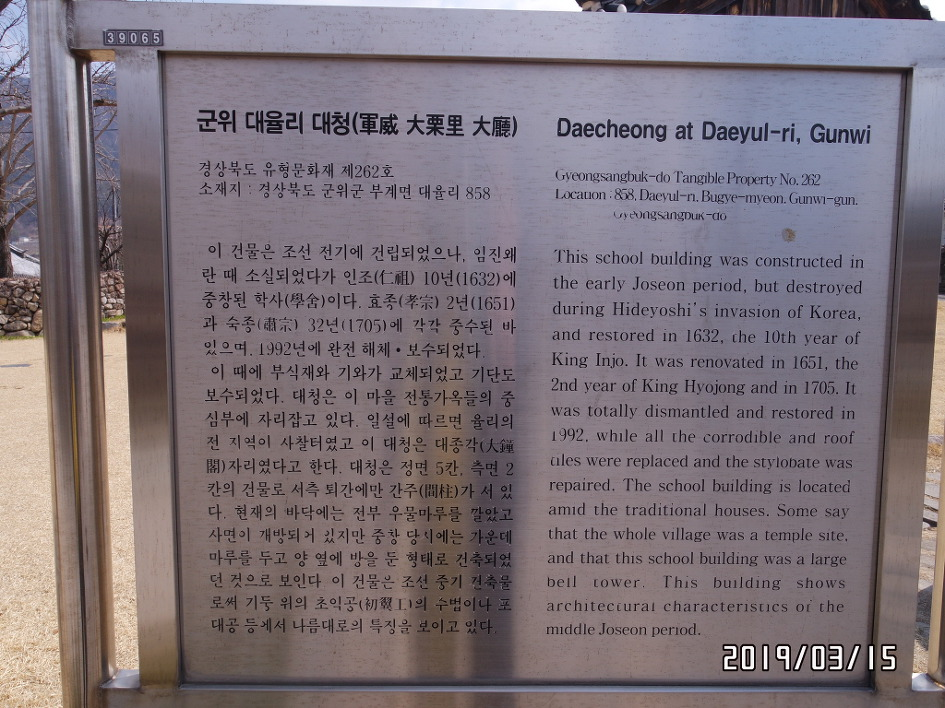 39065
군위 대율리 대청(軍威 大栗里 大廳)
경상북도 유형문화재 제262호
소재지 : 경상북도 군위군 부계면 대율리 858
이 건물은 조선 전기에 건립되었으나, 임진왜
란 때 소실되었다가 인조(仁祖) 10년(1632)에
중창된 학사(學舍)이다. 효종(孝宗) 2년(1651)
과 숙종(肅宗) 32년(1705)에 각각 중수된 바
있으며, 1992년에 완전 해체·보수되었다.
이 때에 부식재와 기와가 교체되었고 기단도
보수되었다. 대청은 이 마을 전통가옥들의 중
심부에 자리잡고 있다. 일설에 따르면 율리의
전 지역이 사찰터였고 이 대청은 대종각(大鐘
閣)자리였다고 한다. 대청은 정면 5칸, 측면 2
칸의 건물로 서측 퇴간에만 간주(間柱)가 서 있
다. 현재의 바닥에는 전부 우물마루를 깔았고
사면이 개방되어 있지만 중창 당시에는 가운데
마루를 두고 양 옆에 방을 둔 형태로 건축되었
던 것으로 보인다. 이 건물은 조선 중기 건축물
로써 기둥 위의 초익공(初翼工)의 수법이나 포
대공 등에서 나름대로의 특징을 보이고 있다.
Daecheong at Daeyul-ri, Gunwi
Gyeongsangbuk-do Tangible Property No. 262
Location : 858, Daeyul-ri, Bugye-myeon, Gunwi-gun,
Gyeongsangbuk-do
This school building was constructed in
the early Joseon period, but destroyed
during Hideyoshi's invasion of Korea,
and restored in 1632, the 10th year of
King Injo. It was renovated in 1651, the
2nd year of King Hyojong and in 1705. It
was totally dismantled and restored in
1992, while all the corrodible and roof
tiles were replaced and the stylobate was
repaired. The school building is located
amid the traditional houses. Some say
that the whole village was a temple site,
and that this school building was a large
bell tower. This building shows
architectural characteristics of the
middle Joseon period.
2019/03/15